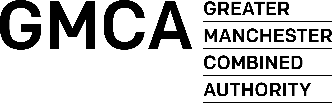 GMCA
GREATER
MANCHESTER
COMBINED
AUTHORITY